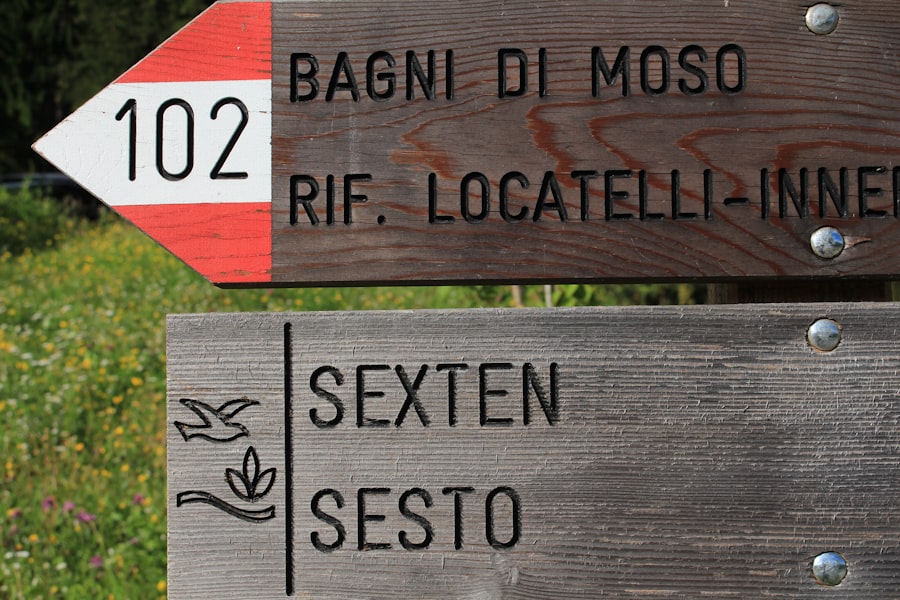 102
BAGNI DI MOSO
RIF. LOCATELLI-INNER
SEXTEN
SESTO